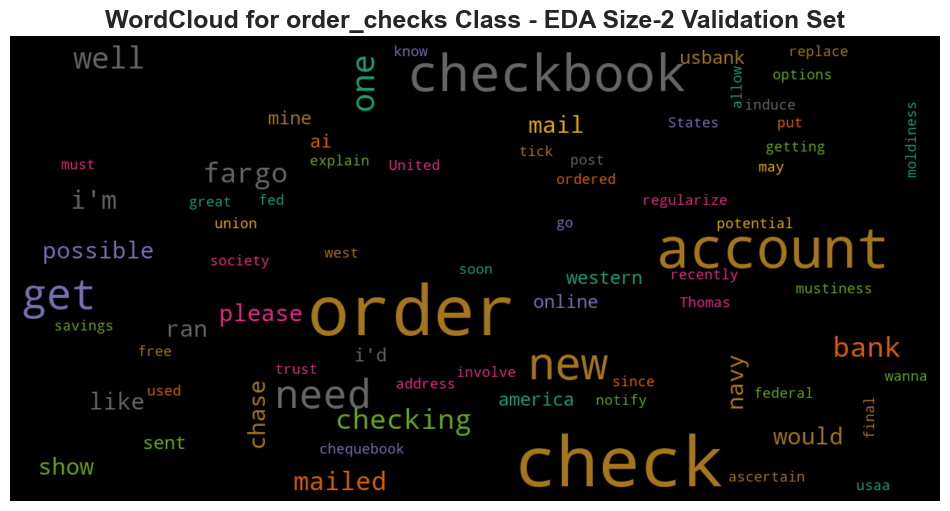 WordCloud for order_checks Class - EDA Size-2 Validation Set
well
one
checkbook
know
usbank
replace
options
allow
induce
mine
ai
mail
States
put
moldiness
must
explain
United
tick
post
getting
may
fargo
ordered
i'm
great
fed
regularize
union
go
potential
possible
society
west
soon
account
western
recently
get
online
Thomas
mustiness
savings
ran
please
order
free
i'd
bank
trust
involve
new
since
navy
wanna
like
used
chase
need
address
america
notify
federal
final
checking
sent
chequebook
would
show
mailed
check
ascertain
usaa